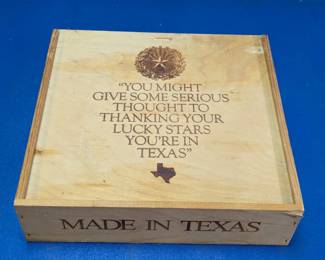 "YOU MIGHT
GIVE SOME SERIOUS
THOUGHT TO
THANKING YOUR
LUCKY STARS
YOU'RE IN
TEXAS"
MADE IN TEXAS